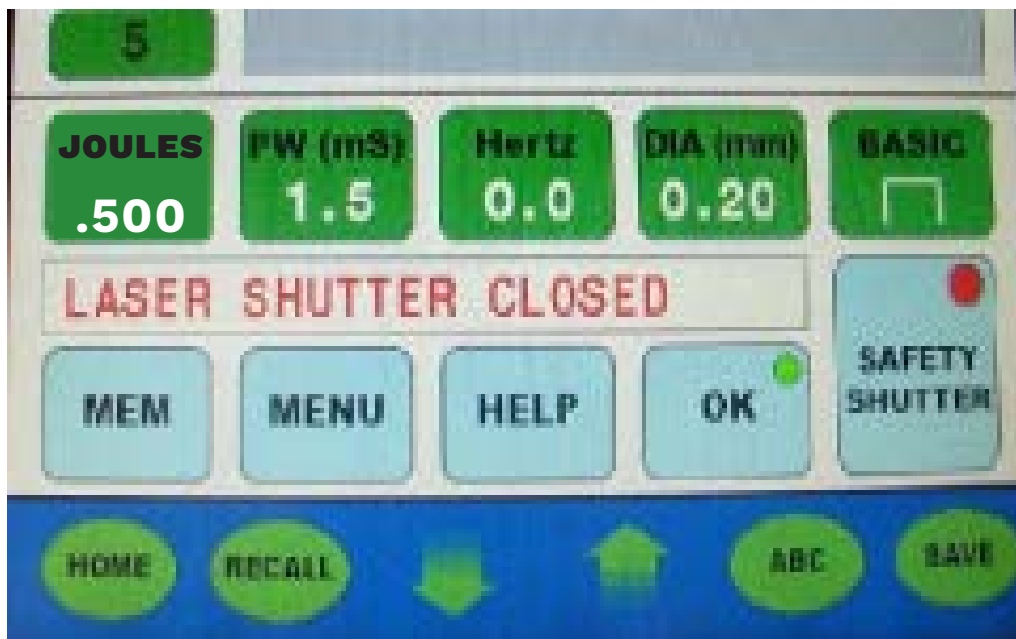 5
JOULES PW (mS) Hertz DIA (mm) BASIC
.500 1.5 0.0 0.20
LASER SHUTTER CLOSED
SAFETY
SHUTTER
MEM MENU HELP OK
HOME RECALL ABC SAVE